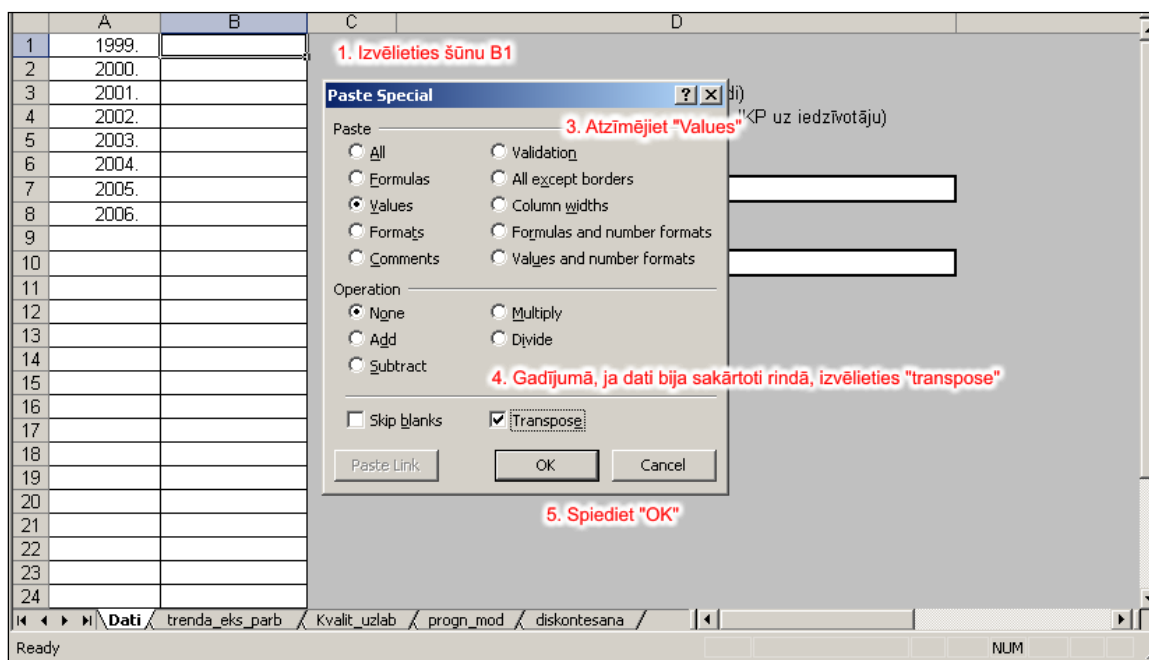 A B C D
1 1999.
1. Izvēlieties šūnu B1
2 2000.
3 2001.
Paste Special
di)
4 2002.
KP uz iedzīvotāju)
3. Atzīmējiet "Values"
Paste
5 2003.
All Validation
6 2004.
Formulas All except borders
7 2005.
Values Column widths
8 2006.
Formats Formulas and number formats
9
Comments Values and number formats
10
11
Operation
12
None Multiply
13
Add Divide
14
Subtract
4. Gadījumā, ja dati bija sakārtoti rindā, izvēlieties "transpose"
15
16
Skip blanks Transpose
17
18
Paste Link OK Cancel
19
20
5. Spiediet "OK"
21
22
23
24
Dati trenda_eks_parb Kvalit_uzlab progn_mod diskontesana
Ready NUM